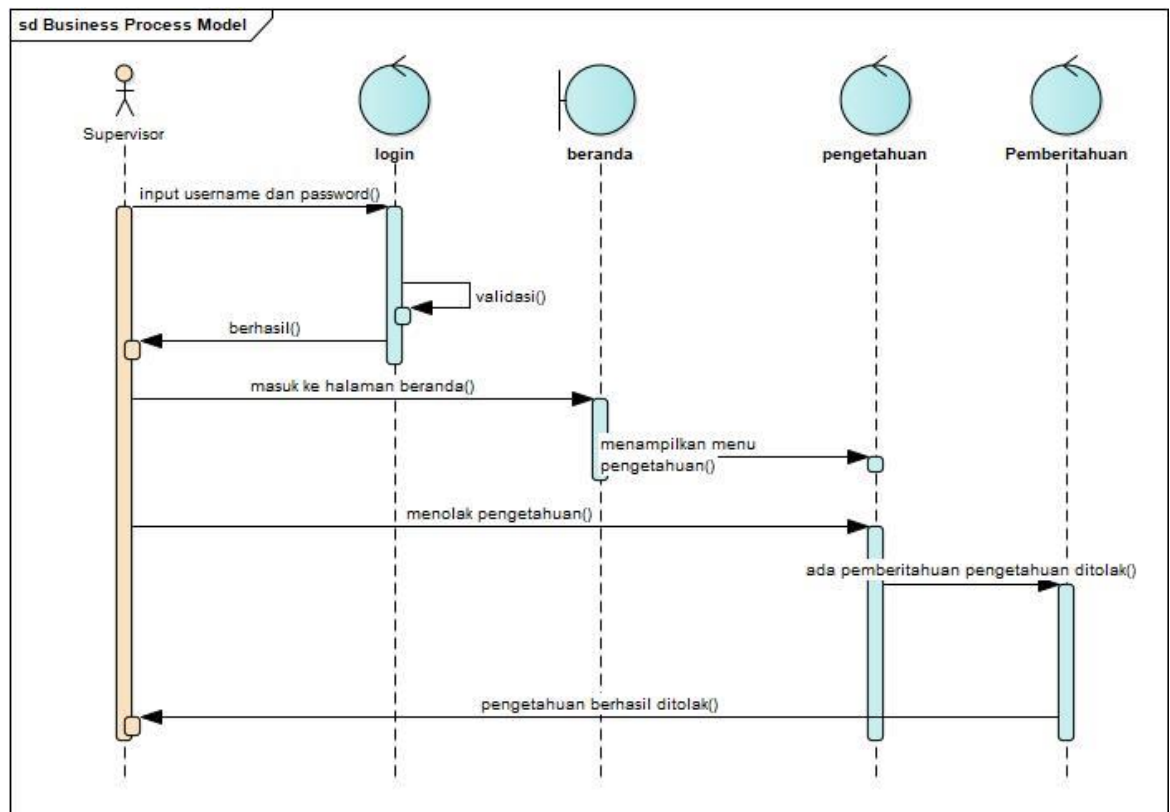 sd Business Process Model
Supervisor
login
beranda
pengetahuan
Pemberitahuan
input username dan password()
validasi()
berhasil()
masuk ke halaman beranda()
menampilkan menu
pengetahuan()
menolak pengetahuan()
ada pemberitahuan pengetahuan ditolak()
pengetahuan berhasil ditolak()